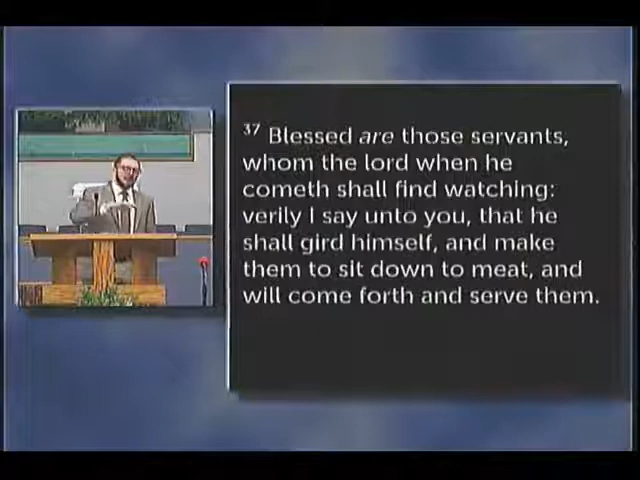 37 Blessed are those servants,
whom the lord when he
cometh shall find watching:
verily I say unto you, that he
shall gird himself, and make
them to sit down to meat, and
will come forth and serve them.